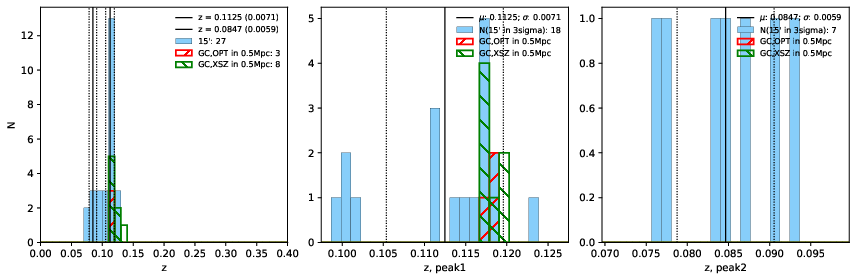 z = 0.1125 (0.0071)
z = 0.0847 (0.0059)
15': 27
GC,OPT in 0.5Mpc: 3
GC,XSZ in 0.5Mpc: 8
N
12
10
8
6
4
2
0
0.00 0.05 0.10 0.15 0.20 0.25 0.30 0.35 0.40
z
μ: 0.1125; σ: 0.0071
N(15' in 3sigma): 18
GC,OPT in 0.5Mpc
GC,XSZ in 0.5Mpc
5
4
3
2
1
0
0.100 0.105 0.110 0.115 0.120 0.125
z, peak1
μ: 0.0847; σ: 0.0059
N(15' in 3sigma): 7
GC,OPT in 0.5Mpc
GC,XSZ in 0.5Mpc
1.0
0.8
0.6
0.4
0.2
0.0
0.070 0.075 0.080 0.085 0.090 0.095
z, peak2